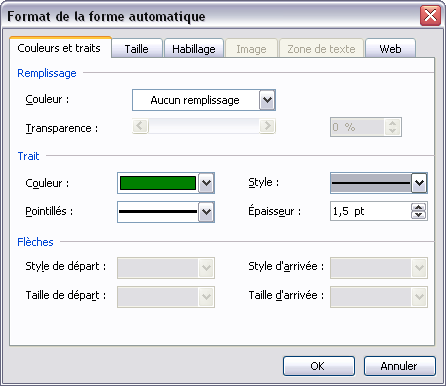 Format de la forme automatique
Couleurs et traits Taille Habillage Image Zone de texte Web
Remplissage
Couleur : Aucun remplissage
Transparence : 0 %
Trait
Couleur : Style :
Pointillés : Épaisseur : 1,5 pt
Flèches
Style de départ : Style d'arrivée :
Taille de départ : Taille d'arrivée :
OK Annuler